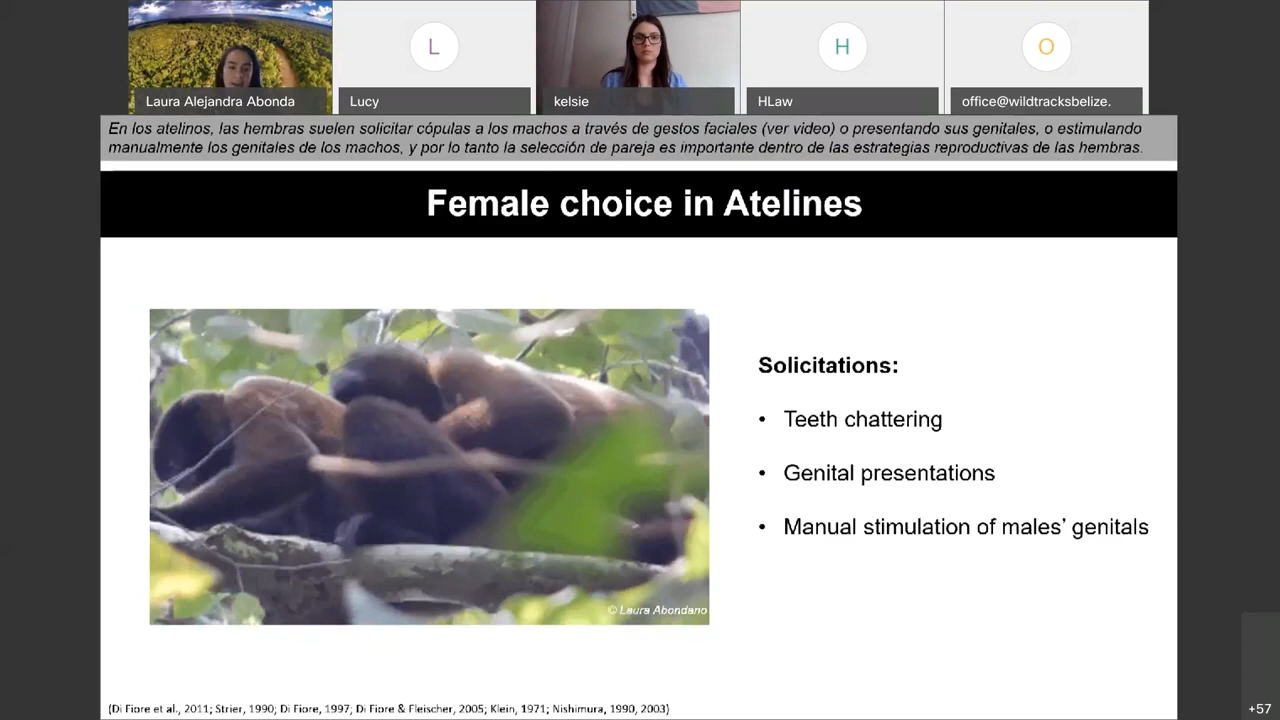 Laura Alejandra Abonda
L
Lucy
kelsie
H
HLaw
O
office@wildtracksbelize.
En los atelinos, las hembras suelen solicitar cópulas a los machos a través de gestos faciales (ver video) o presentando sus genitales, o estimulando
manualmente los genitales de los machos, y por lo tanto la selección de pareja es importante dentro de las estrategias reproductivas de las hembras.
Female choice in Atelines
Solicitations:
• Teeth chattering
• Genital presentations
• Manual stimulation of males' genitals
© Laura Abondano
(Di Fiore et al., 2011; Strier, 1990; Di Fiore, 1997; Di Fiore & Fleischer, 2005; Klein, 1971; Nishimura, 1990, 2003)
+57